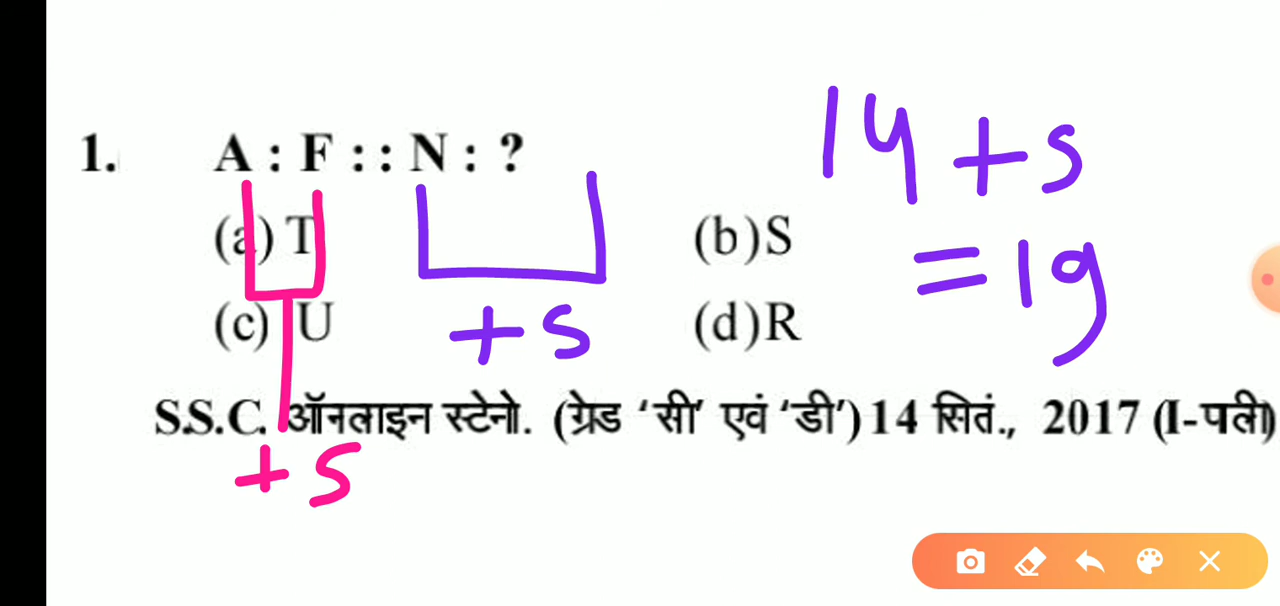 1. A : F : : N : ?
(a) T (b) S
(c) U (d) R
S.S.C. ऑनलाइन स्टेनो. (ग्रेड ‘सी’ एवं ‘डी’) 14 सितं., 2017 (I-पाली)
14 + 5
= 19
+ 5
+ 5